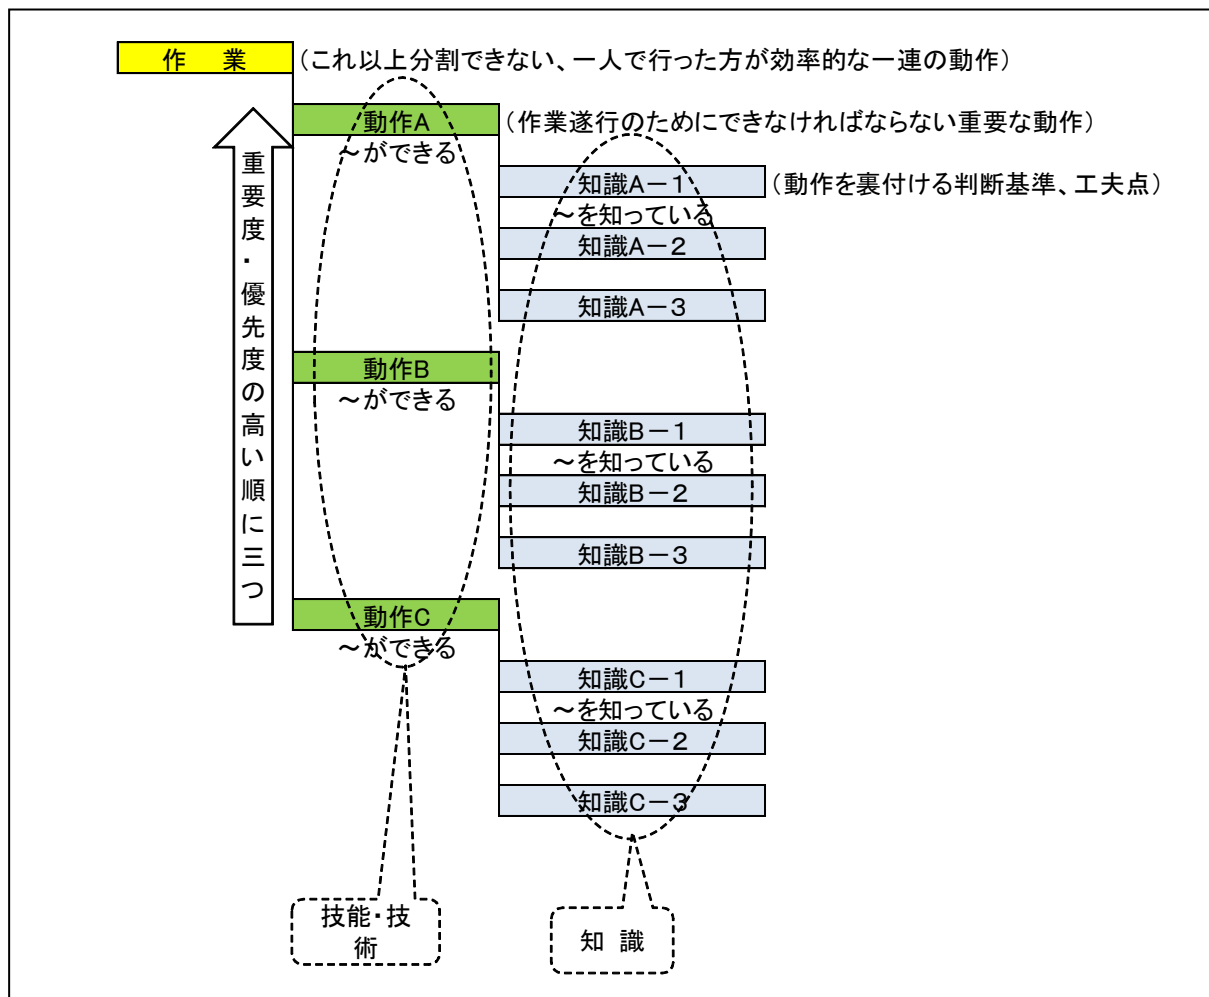 作　業
（これ以上分割できない、一人で行った方が効率的な一連の動作）
動作A
（作業遂行のためにできなければならない重要な動作）
～ができる
知識A－１
（動作を裏付ける判断基準、工夫点）
～を知っている
知識A－２
知識A－３
重要度・優先度の高い順に三つ
動作B
～ができる
知識B－１
～を知っている
知識B－２
知識B－３
動作C
～ができる
知識C－１
～を知っている
知識C－２
知識C－３
技能・技
術
知 識